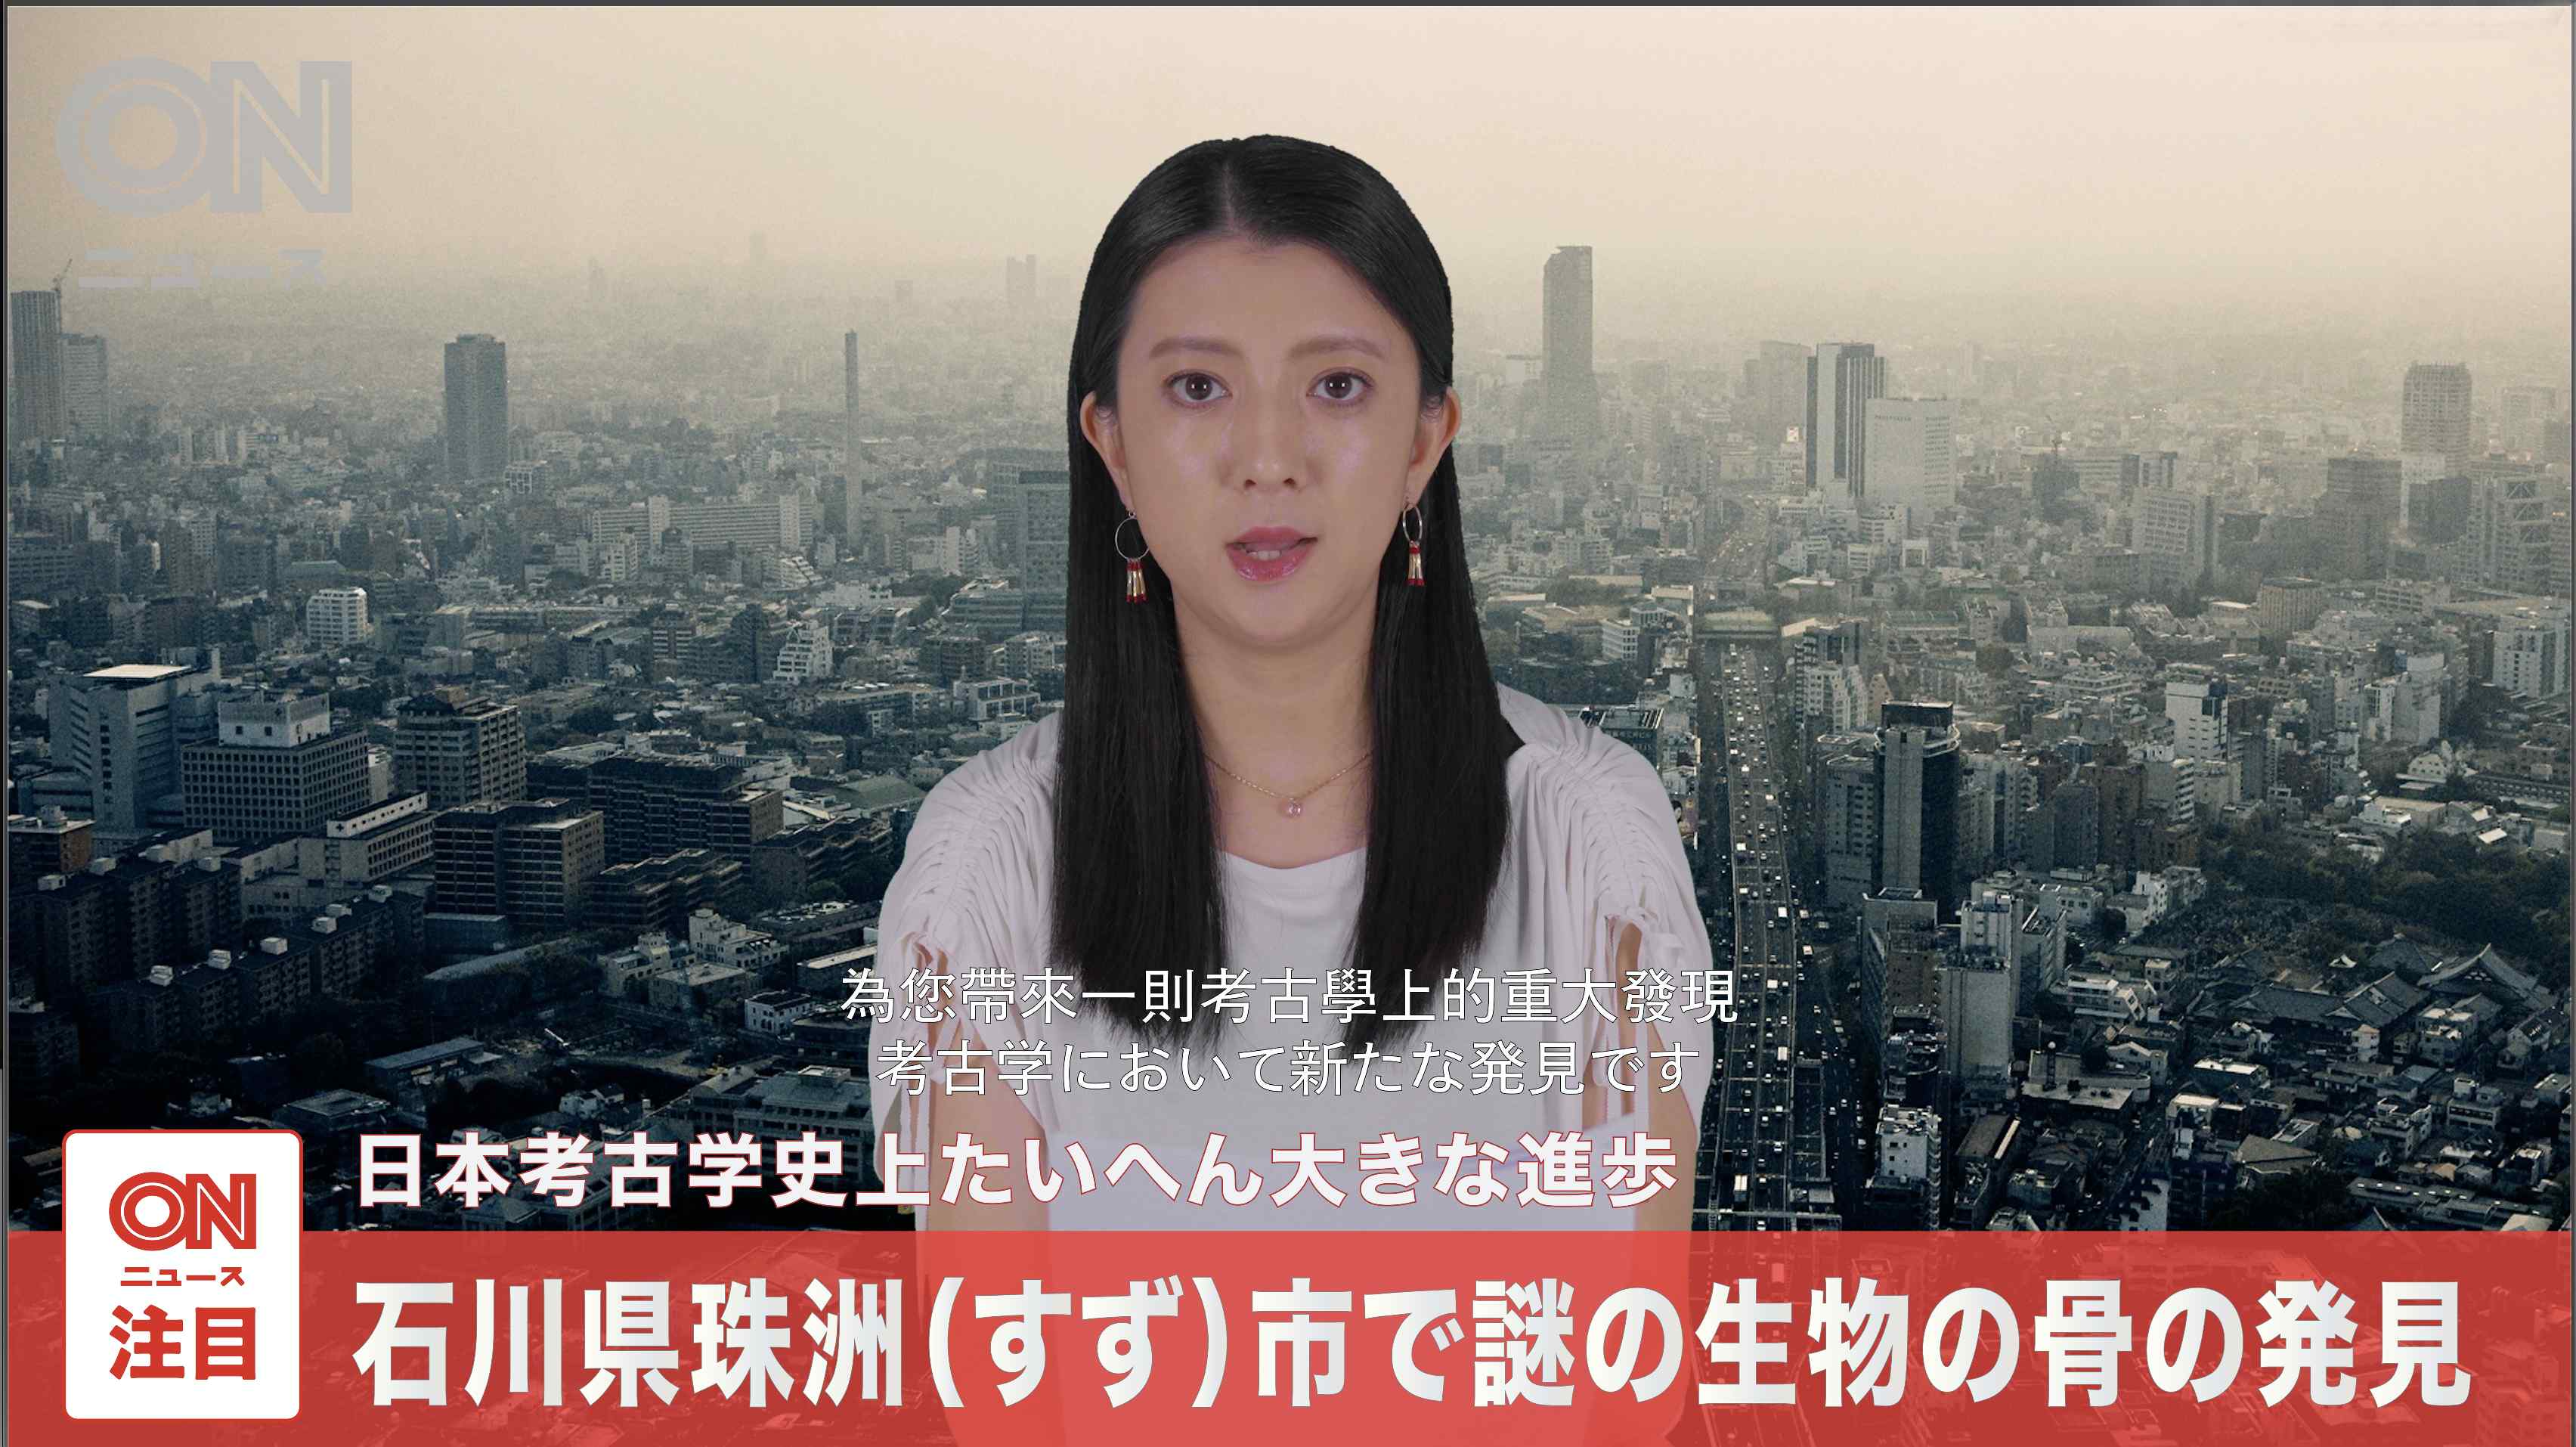 ON
ニュース
為您帶來一則考古學上的重大發現
考古学において新たな発見です
日本考古学史上たいへん大きな進歩
ON
ニュース
注目
石川県珠洲(すず)市で謎の生物の骨の発見